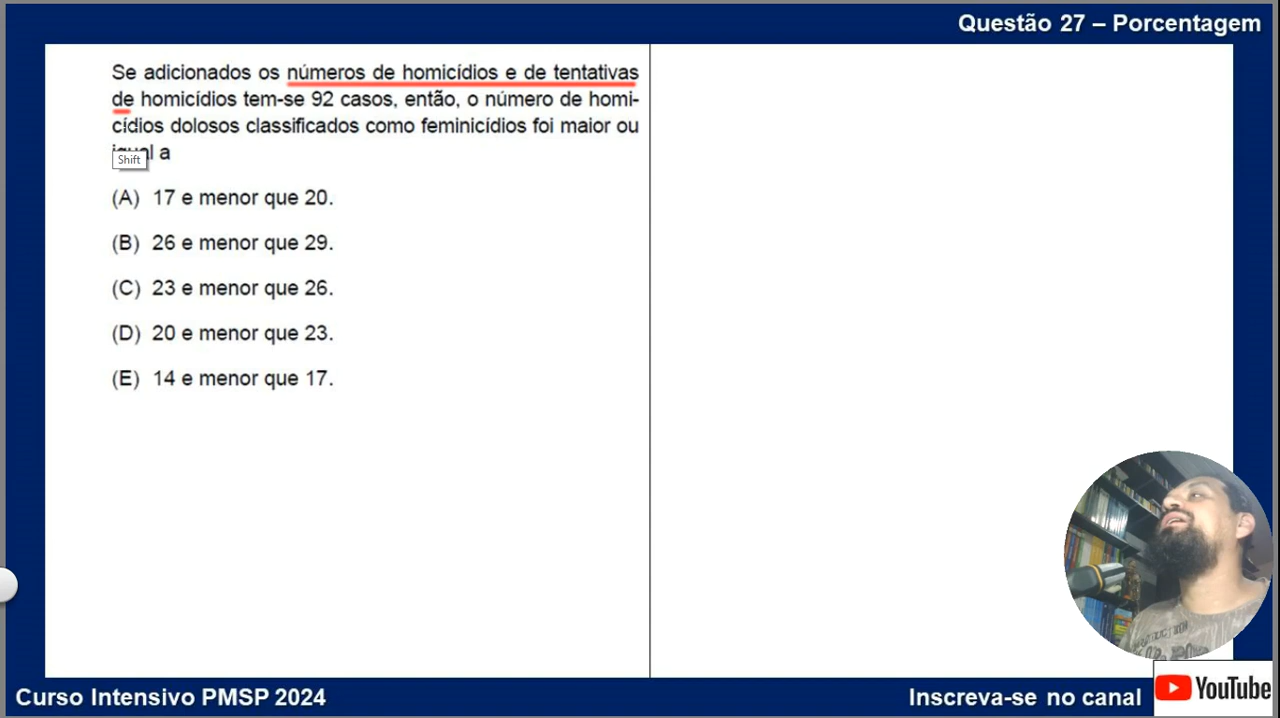 Questão 27 – Porcentagem
Se adicionados os números de homicídios e de tentativas
de homicídios tem-se 92 casos, então, o número de homi-
cídios dolosos classificados como feminicídios foi maior ou
igual a
Shift
(A) 17 e menor que 20.
(B) 26 e menor que 29.
(C) 23 e menor que 26.
(D) 20 e menor que 23.
(E) 14 e menor que 17.
Curso Intensivo PMSP 2024
Inscreva-se no canal
YouTube